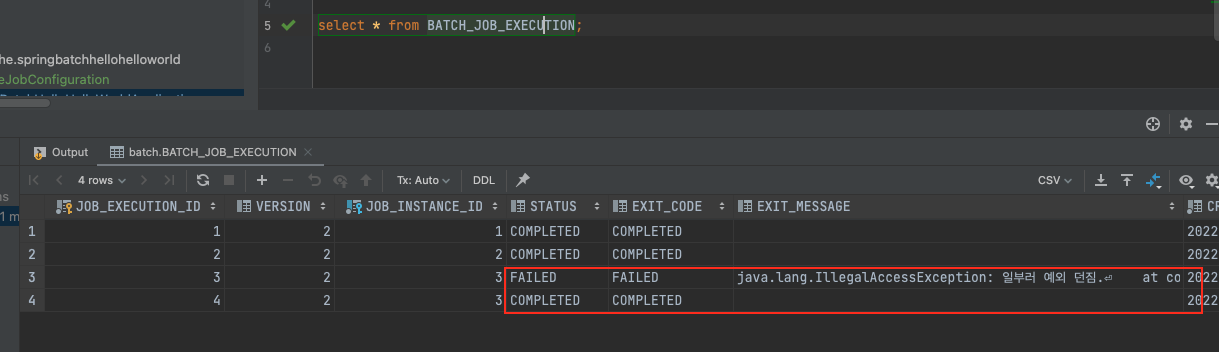 4
5 select * from BATCH_JOB_EXECUTION;
6
he.springbatchhellohelloworld
eJobConfiguration
Output batch.BATCH_JOB_EXECUTION
4 rows Tx: Auto DDL CSV
JOB_EXECUTION_ID VERSION JOB_INSTANCE_ID STATUS EXIT_CODE EXIT_MESSAGE CR
ns
1 m
1 1 2 1 COMPLETED COMPLETED 2022
2 2 2 2 COMPLETED COMPLETED 2022
3 3 2 3 FAILED FAILED java.lang.IllegalAccessException: 일부러 예외 던짐.⏎ at co 2022
4 4 2 3 COMPLETED COMPLETED 2022